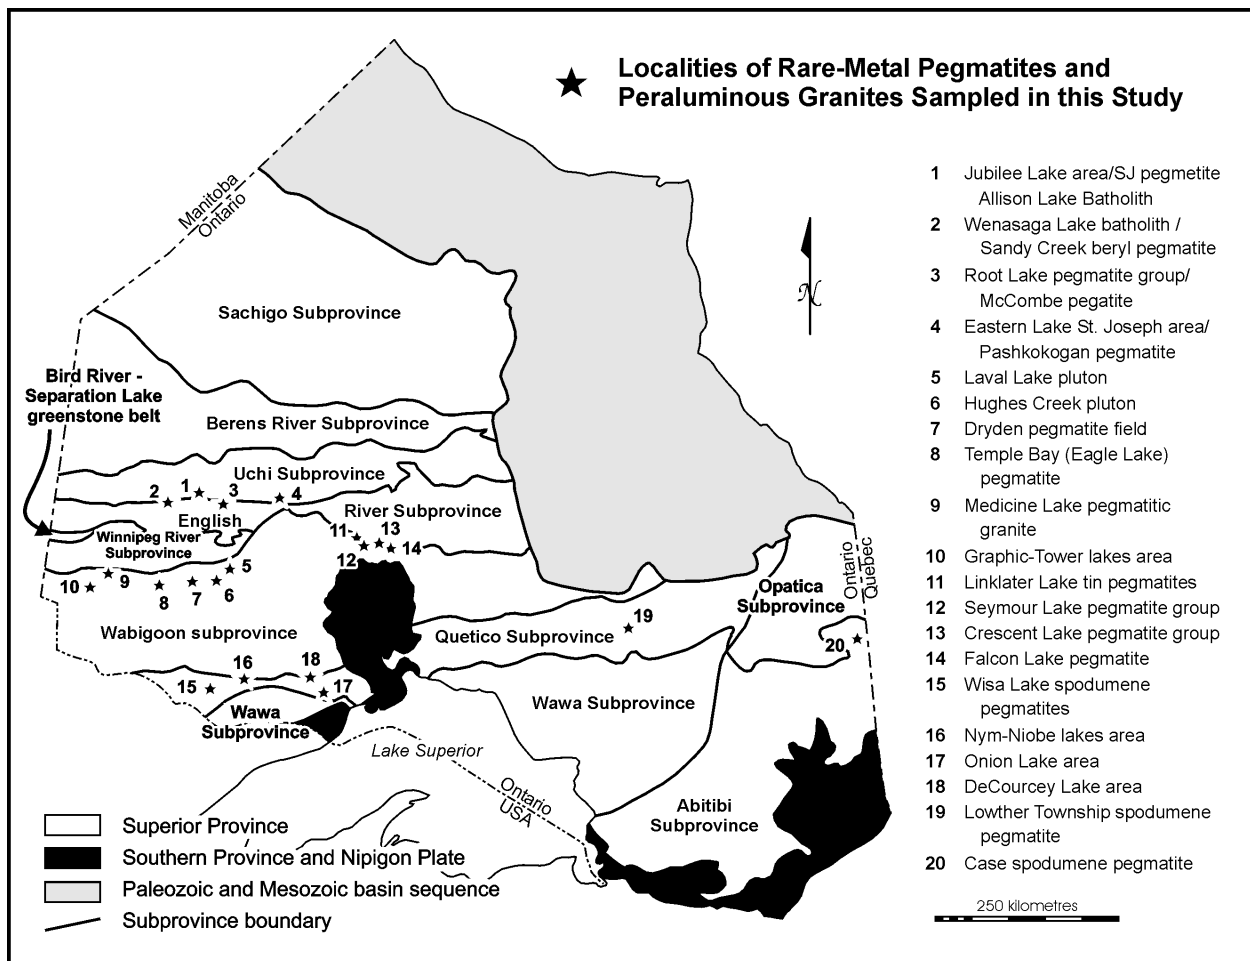 Localities of Rare-Metal Pegmatites and
Peraluminous Granites Sampled in this Study
Manitoba
Ontario
N
Sachigo Subprovince
Bird River -
Separation Lake
greenstone belt
Berens River Subprovince
Uchi Subprovince
2
1
3
4
English
River Subprovince
Winnipeg River
Subprovince
11
13
12
14
5
10
9
8
7
6
Wabigoon subprovince
Quetico Subprovince
19
Opatica
Subprovince
Ontario
Quebec
20
16
18
15
17
Wawa
Subprovince
Wawa Subprovince
Lake Superior
Ontario
USA
Abitibi
Subprovince
Superior Province
Southern Province and Nipigon Plate
Paleozoic and Mesozoic basin sequence
Subprovince boundary
1 Jubilee Lake area/SJ pegmetite
Allison Lake Batholith
2 Wenasaga Lake batholith /
Sandy Creek beryl pegmatite
3 Root Lake pegmatite group/
McCombe pegatite
4 Eastern Lake St. Joseph area/
Pashkokogan pegmatite
5 Laval Lake pluton
6 Hughes Creek pluton
7 Dryden pegmatite field
8 Temple Bay (Eagle Lake)
pegmatite
9 Medicine Lake pegmatitic
granite
10 Graphic-Tower lakes area
11 Linklater Lake tin pegmatites
12 Seymour Lake pegmatite group
13 Crescent Lake pegmatite group
14 Falcon Lake pegmatite
15 Wisa Lake spodumene
pegmatites
16 Nym-Niobe lakes area
17 Onion Lake area
18 DeCourcey Lake area
19 Lowther Township spodumene
pegmatite
20 Case spodumene pegmatite
250 kilometres